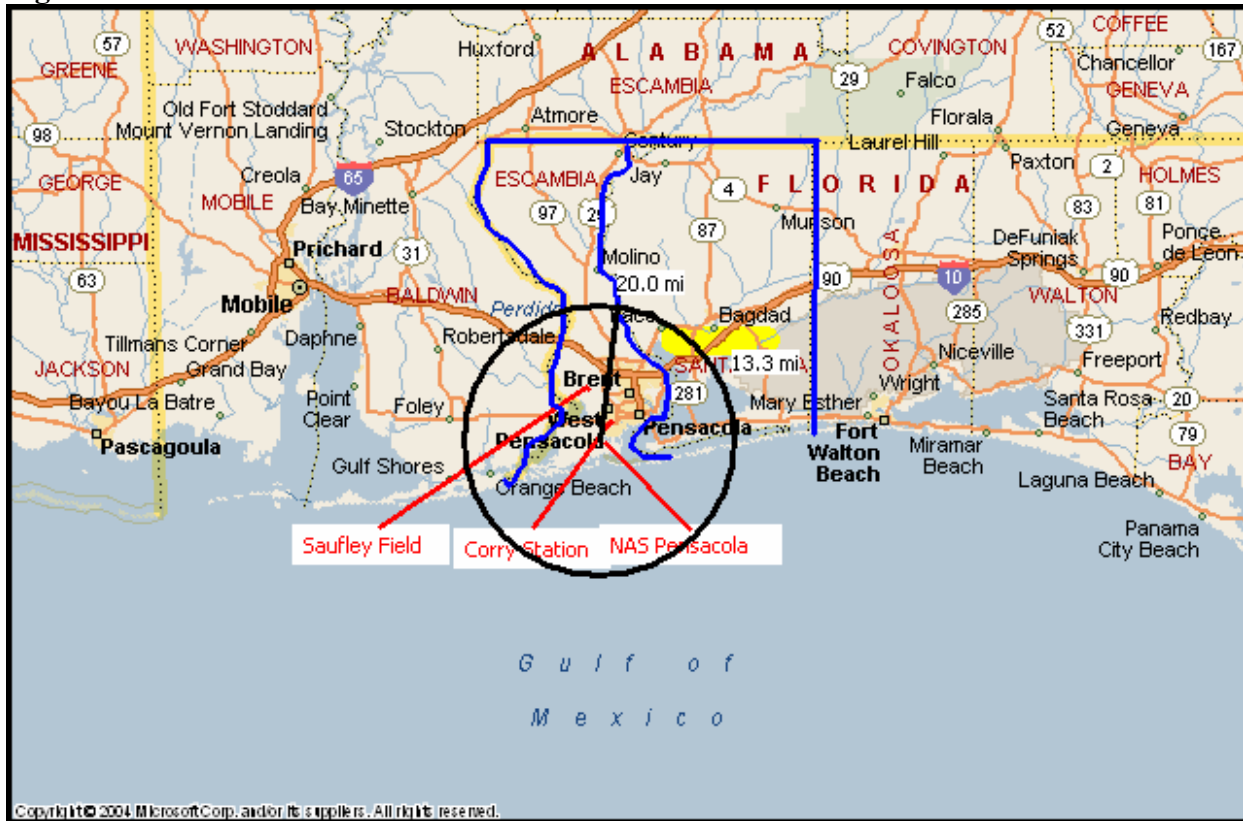 57
WASHINGTON
GREENE
Huxford
A L A B A M A
ESCAMBIA
COVINGTON
29
Falco
52
COFFEE
167
Chancellor
GENEVA
Geneva
Old Fort Stoddard
Mount Vernon Landing
98
Stockton
Atmore
Century
Jay
Florala
Laurel Hill
Paxton
2
HOLMES
GEORGE
Creola
MOBILE
65
Bay Minette
ESCAMBIA
97
29
4
F L O R I D A
87
Munson
83
81
MISSISSIPPI
Prichard
31
Molino
DeFuniak
Springs
Ponce
de Leon
63
Mobile
BALDWIN
20.0 mi
90
10
90
WALTON
OKALOOSA
285
331
Redbay
Tillmans Corner
Daphne
Robertsdale
Bagdad
13.3 mi
Niceville
Freeport
JACKSON
Grand Bay
Bayou La Batre
Point
Clear
Foley
Brent
281
Wright
Mary Esther
Santa Rosa
Beach
20
Pascagoula
West
Pensacola
Pensacola
Fort
Walton
Beach
Miramar
Beach
79
BAY
Gulf Shores
Orange Beach
Laguna Beach
Panama
City Beach
Saufley Field
Corry Station
NAS Pensacola
G u l f o f
M e x i c o
Copyright © 2004 Microsoft Corp. and/or its suppliers. All rights reserved.